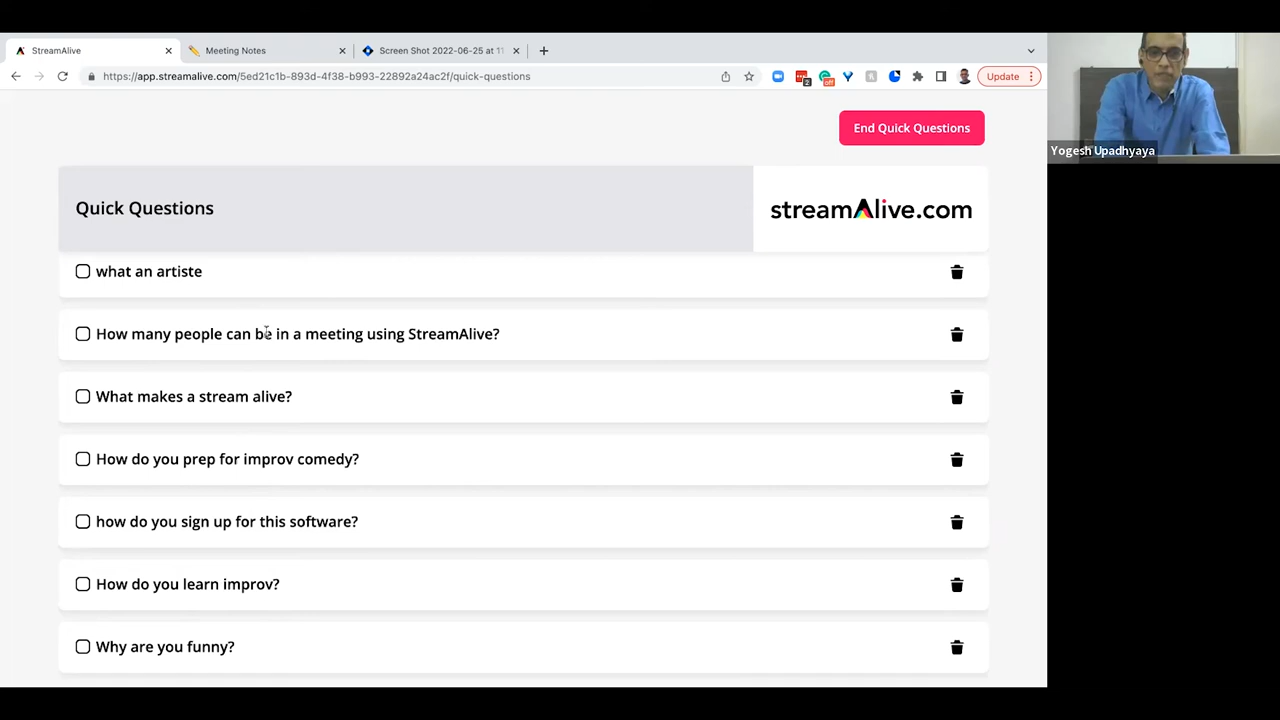 StreamAlive
Meeting Notes
Screen Shot 2022-06-25 at 11
https://app.streamalive.com/5ed21c1b-893d-4f38-b993-22892a24ac2f/quick-questions
2
off
Update
Yogesh Upadhyaya
End Quick Questions
Quick Questions
streamAlive.com
what an artiste
How many people can be in a meeting using StreamAlive?
What makes a stream alive?
How do you prep for improv comedy?
how do you sign up for this software?
How do you learn improv?
Why are you funny?